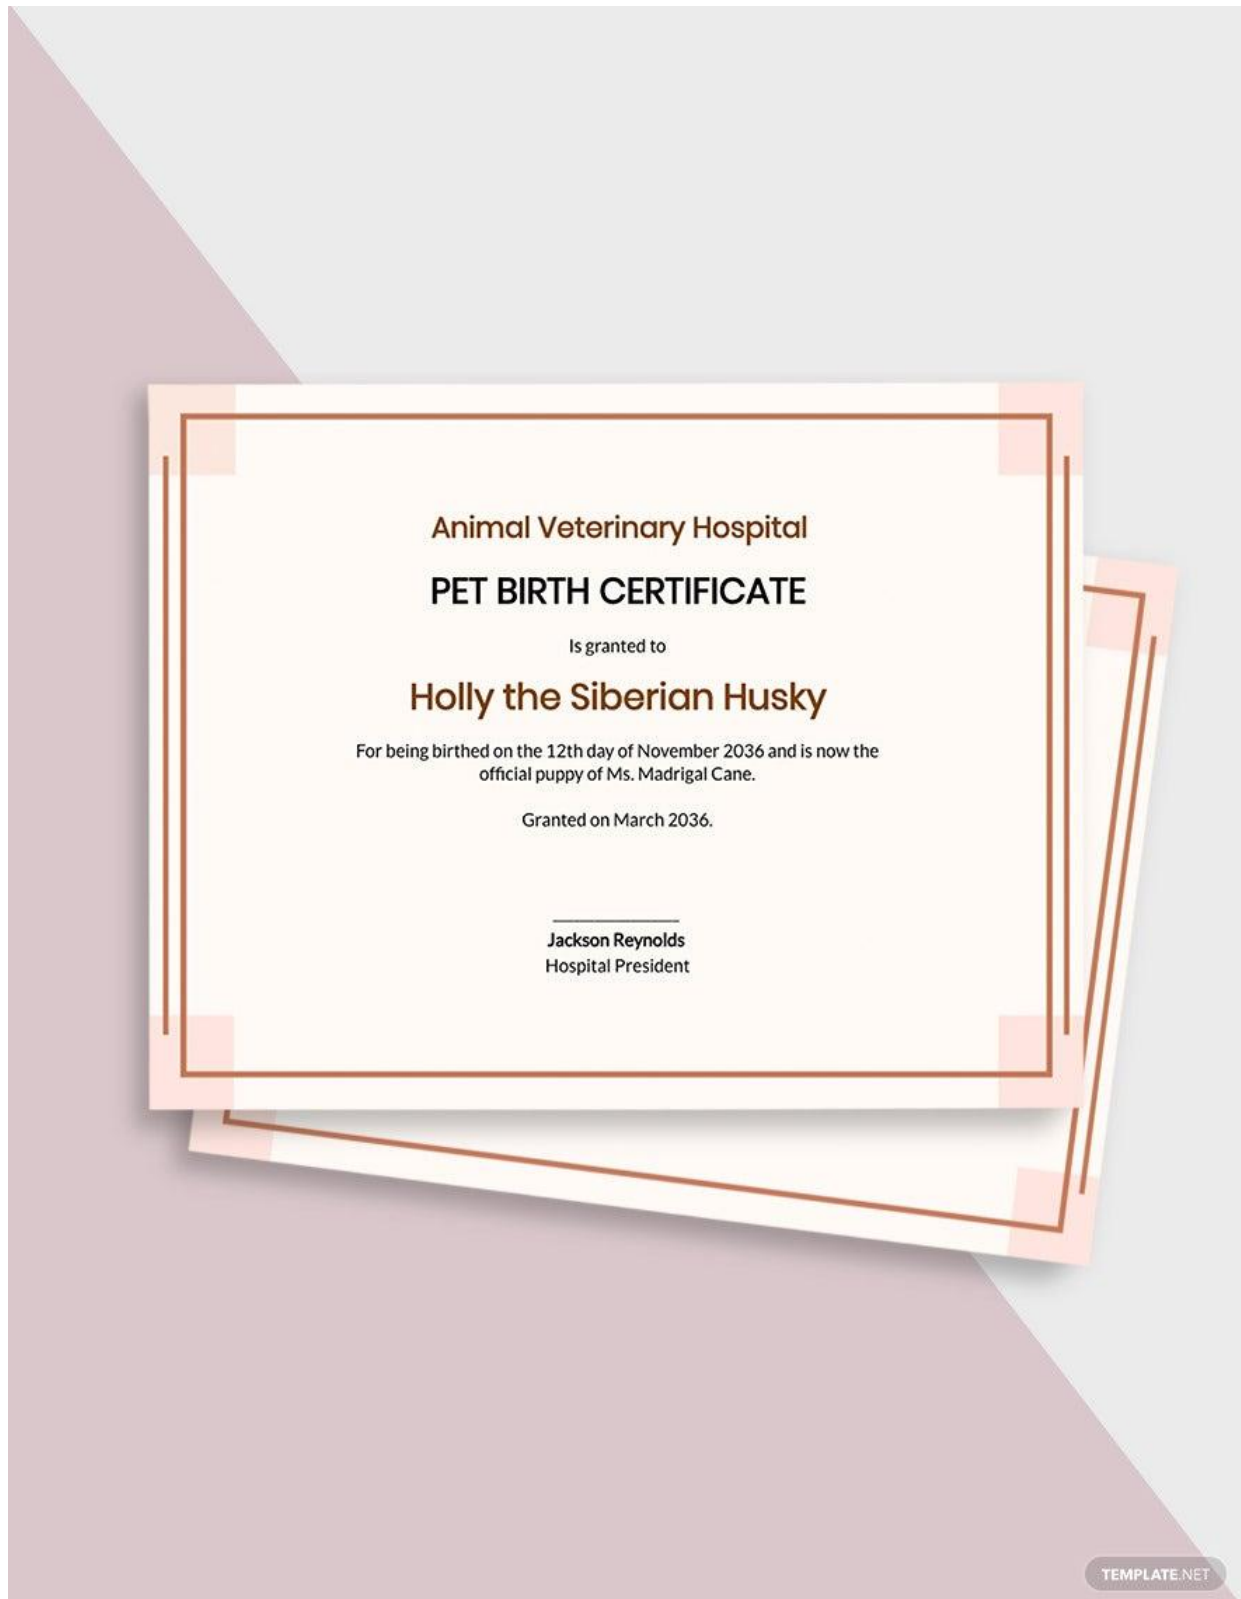 Animal Veterinary Hospital
PET BIRTH CERTIFICATE
Is granted to
Holly the Siberian Husky
For being birthed on the 12th day of November 2036 and is now the
official puppy of Ms. Madrigal Cane.
Granted on March 2036.
Jackson Reynolds
Hospital President
TEMPLATE.NET